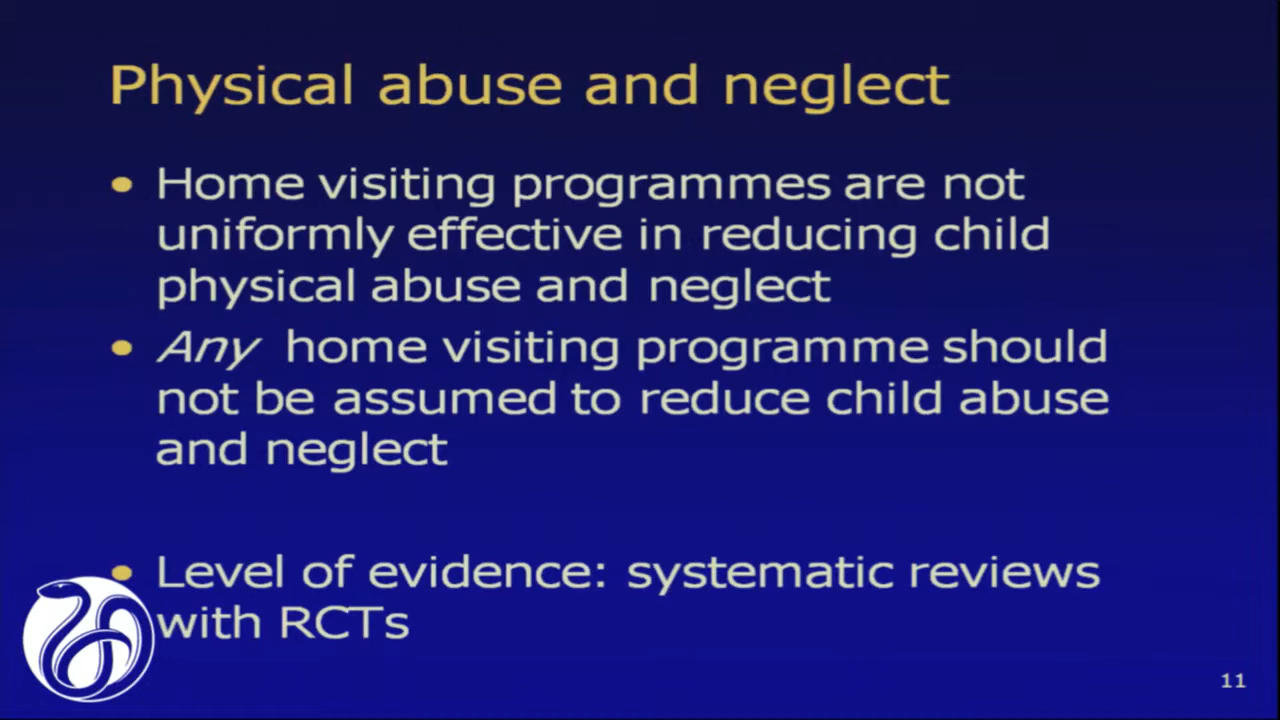 Physical abuse and neglect
• Home visiting programmes are not
uniformly effective in reducing child
physical abuse and neglect
• Any home visiting programme should
not be assumed to reduce child abuse
and neglect
• Level of evidence: systematic reviews
with RCTs
11